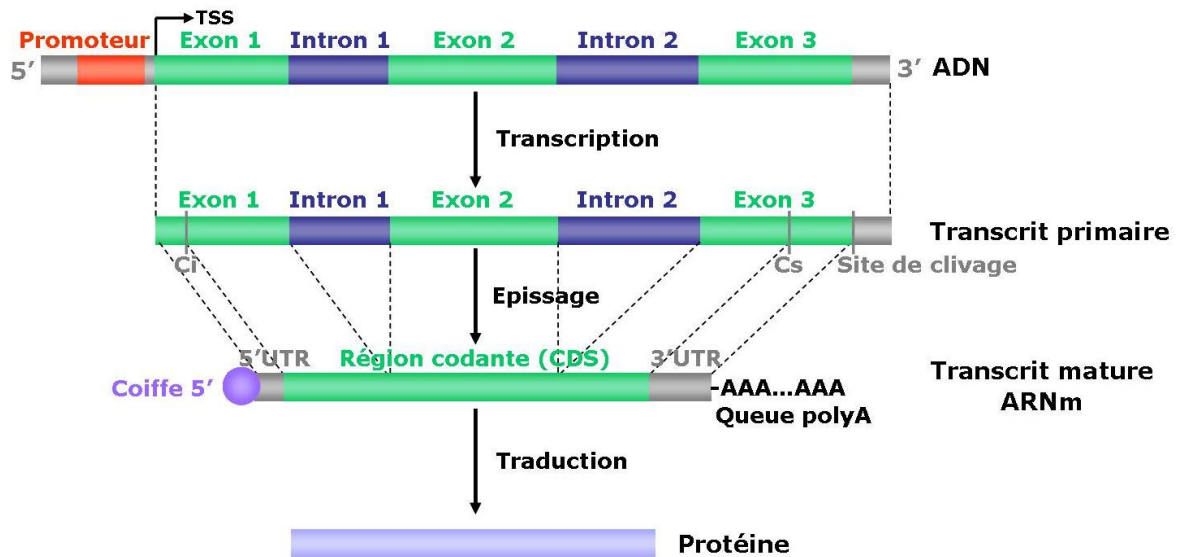 TSS
Promoteur Exon 1 Intron 1 Exon 2 Intron 2 Exon 3
5’ 3’ ADN
Transcription
Exon 1 Intron 1 Exon 2 Intron 2 Exon 3
Transcrit primaire
Ci Cs Site de clivage
Epissage
5’UTR Région codante (CDS) 3’UTR
Coiffe 5’ -AAA...AAA Transcrit mature
Queue polyA ARNm
Traduction
Protéine